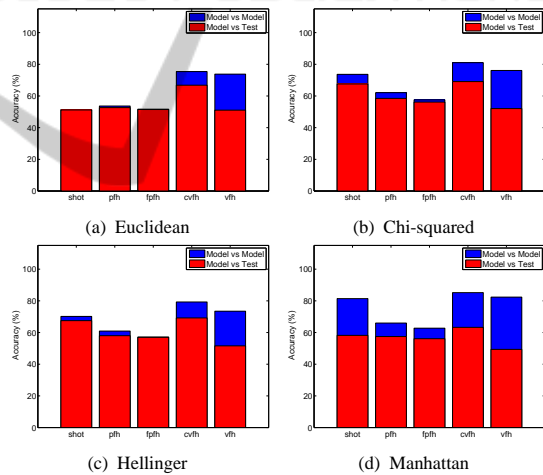 Model vs Model
Model vs Test
100
80
60
40
20
0
Accuracy (%)
shot pfh fpfh cvfh vfh
(a) Euclidean
Model vs Model
Model vs Test
100
80
60
40
20
0
Accuracy (%)
shot pfh fpfh cvfh vfh
(b) Chi-squared
Model vs Model
Model vs Test
100
80
60
40
20
0
Accuracy (%)
shot pfh fpfh cvfh vfh
(c) Hellinger
Model vs Model
Model vs Test
100
80
60
40
20
0
Accuracy (%)
shot pfh fpfh cvfh vfh
(d) Manhattan